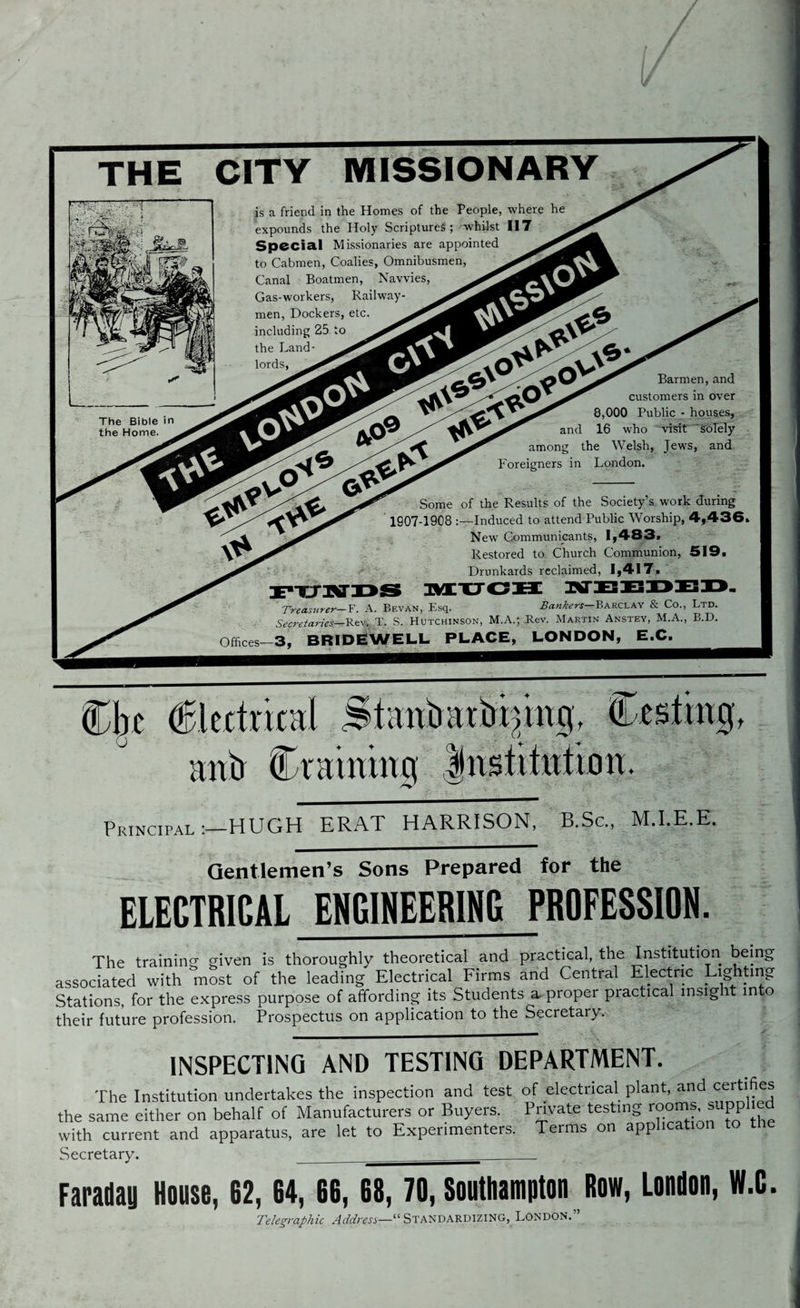 THE CITY MISSIONARY
is a friend in the Homes of the People, where he
expounds the Holy Scriptures; whilst 117
Special Missionaries are appointed
to Cabmen, Coalies, Omnibusmen,
Canal Boatmen, Navvies,
Gas-workers, Railway-
men, Dockers, etc.
including 25 to
the Land-
lords,
The Bible in
the Home.
THE LONDON CITY MISSION
EMPLOYS 409 MISSIONARIES
IN THE GREAT METROPOLIS.
Barmen, and
customers in over
8,000 Public-houses,
and 16 who visit solely
among the Welsh, Jews, and
Foreigners in London.
Some of the Results of the Society's work during
1907-1908:—Induced to attend Public Worship, 4,436.
New Communicants, 1,483.
Restored to Church Communion, 519.
Drunkards reclaimed, 1,417.
FUNDS MUCH NEEDED.
Treasurer—F. A. BEVAN, Esq. Bankers—BARCLAY & Co., LTD.
Secretaries—Rev. T. S. HUTCHINSON, M.A.; Rev. MARTIN ANSTEY, M.A., B.D.
Offices—3, BRIDEWELL PLACE, LONDON, E.C.
The Electrical Standardizing, Testing,
and Training Institution.
PRINCIPAL:—HUGH ERAT HARRISON, B.Sc., M.I.E.E.
Gentlemen's Sons Prepared for the
ELECTRICAL ENGINEERING PROFESSION.
The training given is thoroughly theoretical and practical, the Institution being
associated with most of the leading Electrical Firms and Central Electric Lighting
Stations, for the express purpose of affording its Students a proper practical insight into
their future profession. Prospectus on application to the Secretary.
INSPECTING AND TESTING DEPARTMENT.
The Institution undertakes the inspection and test of electrical plant, and certifies
the same either on behalf of Manufacturers or Buyers. Private testing rooms, supplied
with current and apparatus, are let to Experimenters. Terms on application to the
Secretary.
Faraday House, 62, 64, 66, 68, 70, Southampton Row, London, W.C.
Telegraphic Address—"STANDARDIZING, LONDON."